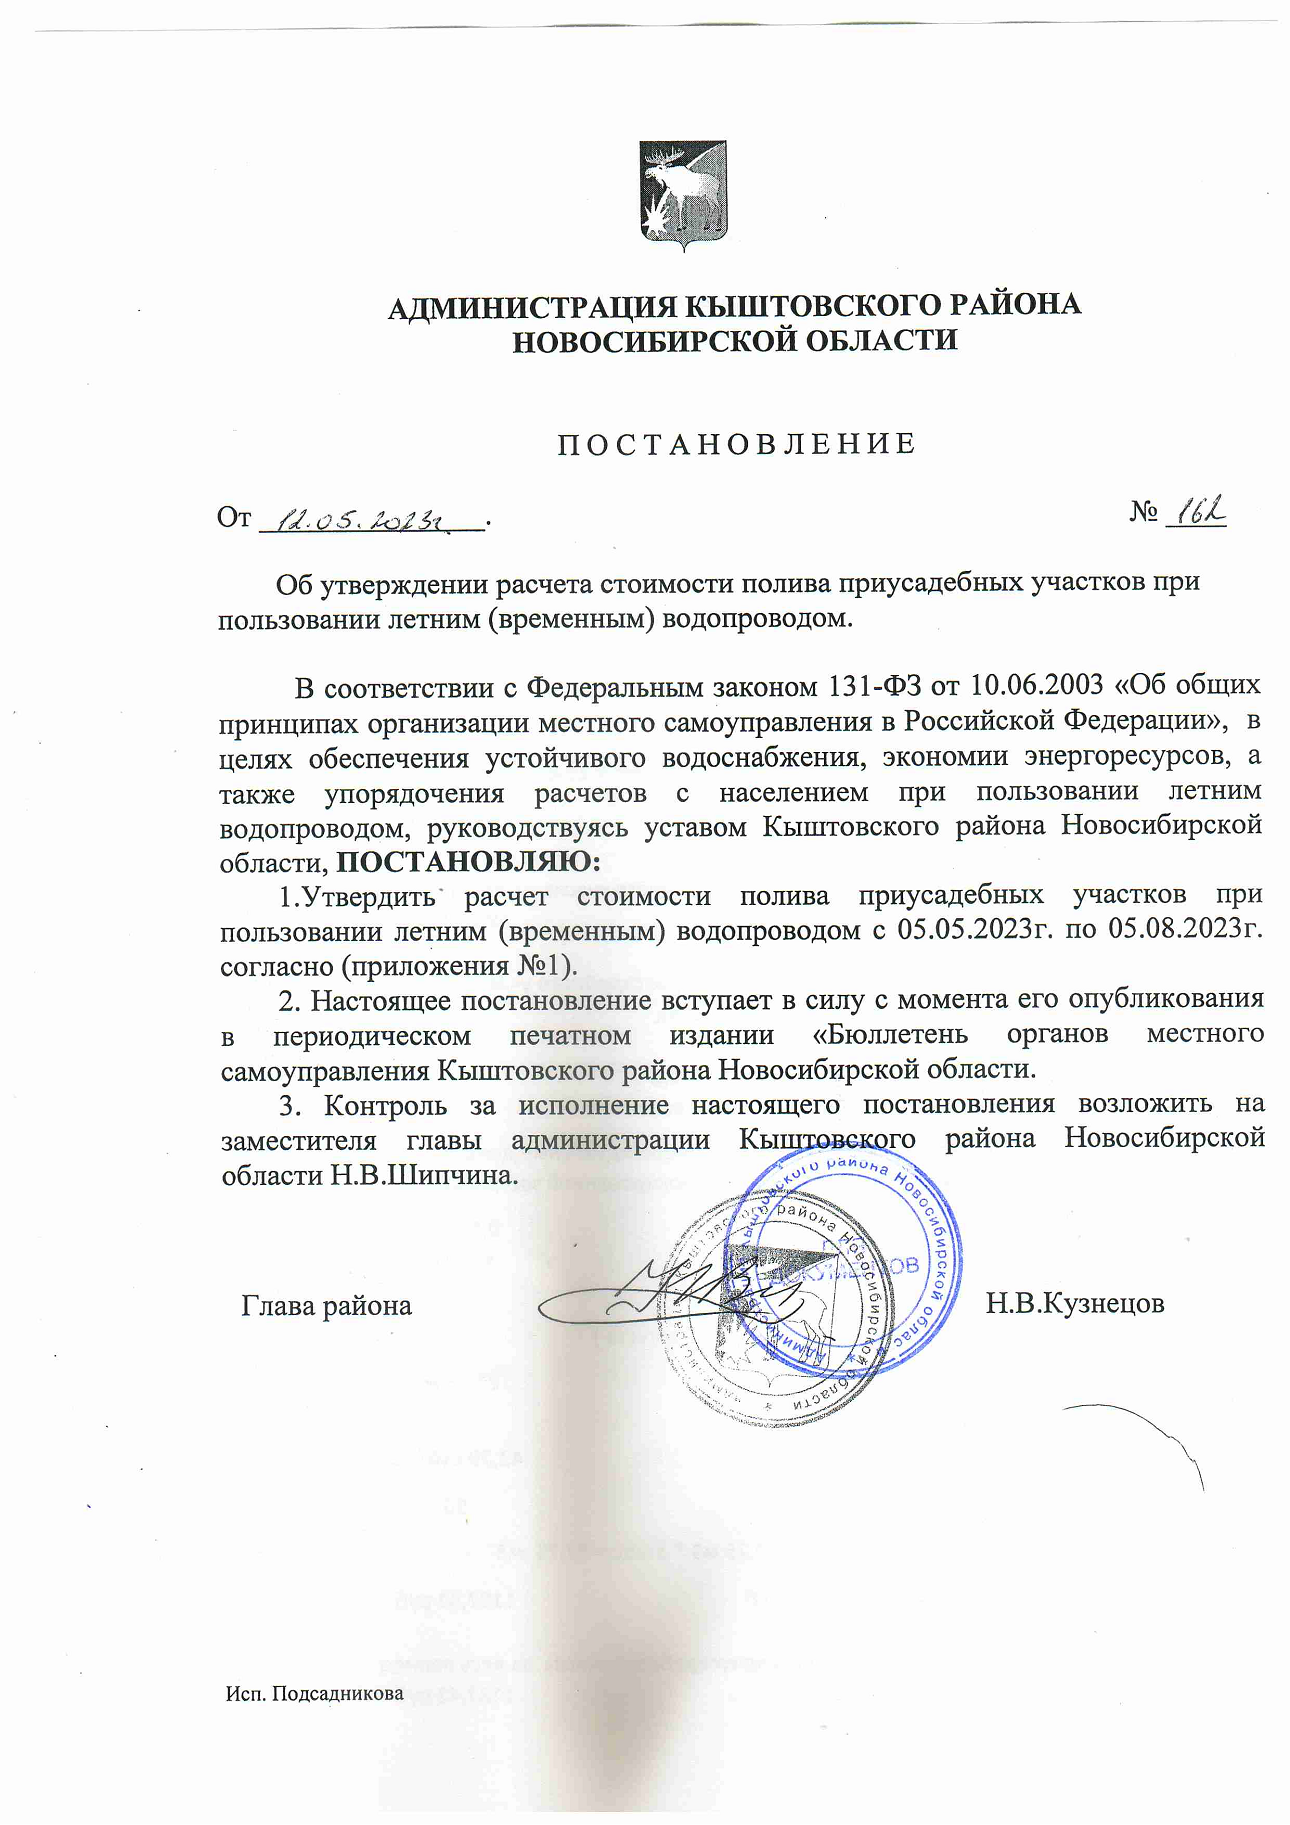 АДМИНИСТРАЦИЯ КЫШТОВСКОГО РАЙОНА
НОВОСИБИРСКОЙ ОБЛАСТИ
ПОСТАНОВЛЕНИЕ
От 12.05.2023г. № 162
Об утверждении расчета стоимости полива приусадебных участков при
пользовании летним (временным) водопроводом.
В соответствии с Федеральным законом 131-ФЗ от 10.06.2003 «Об общих
принципах организации местного самоуправления в Российской Федерации», в
целях обеспечения устойчивого водоснабжения, экономии энергоресурсов, а
также упорядочения расчетов с населением при пользовании летним
водопроводом, руководствуясь уставом Кыштовского района Новосибирской
области, ПОСТАНОВЛЯЮ:
1.Утвердить расчет стоимости полива приусадебных участков при
пользовании летним (временным) водопроводом с 05.05.2023г. по 05.08.2023г.
согласно (приложения №1).
2. Настоящее постановление вступает в силу с момента его опубликования
в периодическом печатном издании «Бюллетень органов местного
самоуправления Кыштовского района Новосибирской области.
3. Контроль за исполнение настоящего постановления возложить на
заместителя главы администрации Кыштовского района Новосибирской
области Н.В.Шипчина.
района Новосибирской
района Новосибирской области
Глава района Н.В.Кузнецов
Исп. Подсадникова